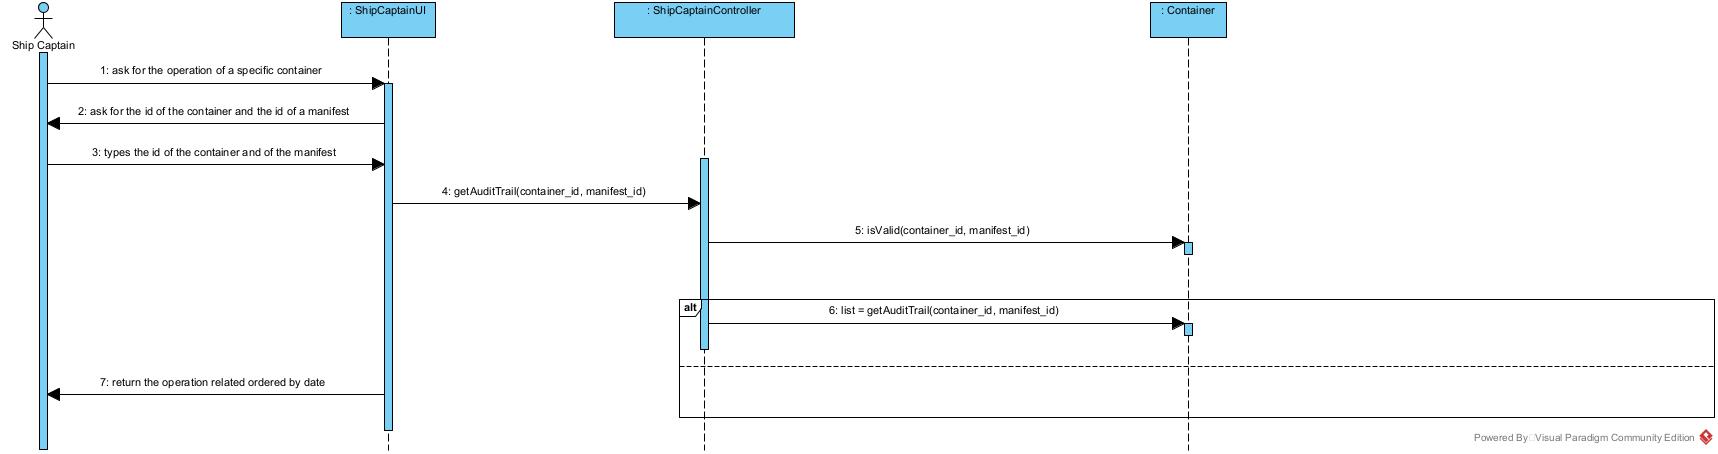 : ShipCaptainUI
: ShipCaptainController
: Container
Ship Captain
1: ask for the operation of a specific container
2: ask for the id of the container and the id of a manifest
3: types the id of the container and of the manifest
4: getAuditTrail(container_id, manifest_id)
5: isValid(container_id, manifest_id)
alt
6: list = getAuditTrail(container_id, manifest_id)
7: return the operation related ordered by date
Powered By Visual Paradigm Community Edition